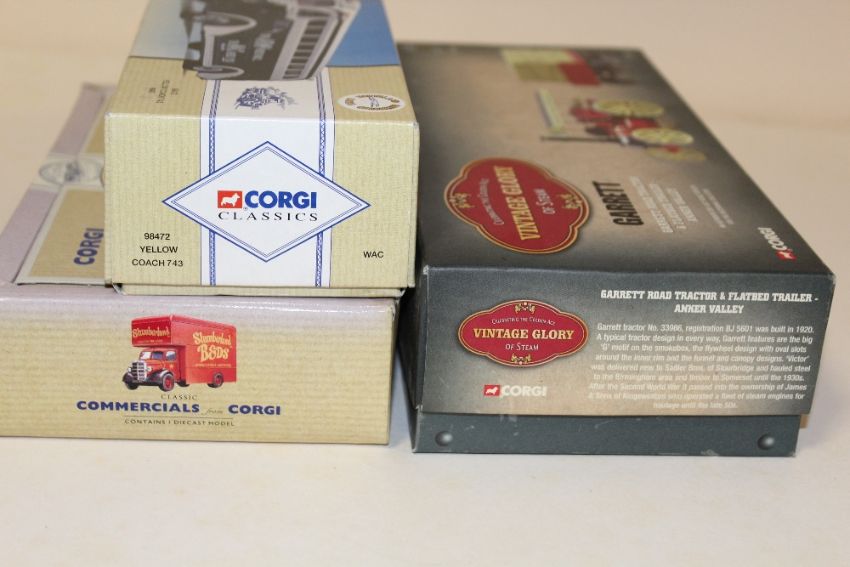 CORGI
CLASSICS
98472
YELLOW
COACH 743
WAC
CORGI
Slumberland
Slumberland
BEDS
CLASSIC
COMMERCIALS from CORGI
CONTAINS 1 DIECAST MODEL
VINTAGE GLORY
OF STEAM
GARRETT
CORGI
GARRETT ROAD TRACTOR & FLATBED TRAILER -
ANKER VALLEY
VINTAGE GLORY
OF STEAM
CORGI
Garrett tractor No. 33986, registration BJ 5601 was built in 1920.
A typical tractor design in every way, Garrett features are the big
'G' motif on the smokebox, the flywheel design with oval slots
around the inner rim and the funnel and canopy designs. 'Victor'
was delivered new to Sadler Bros. of Stourbridge and hauled steel
to the Birmingham area and timber to Somerset until the 1930s.
After the Second World War it passed into the ownership of James
& Sons of Kingswinford who operated a fleet of steam engines for
haulage until the late 50s.